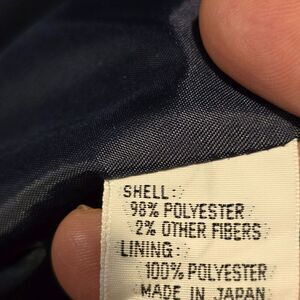 SHELL:
98% POLYESTER
2% OTHER FIBERS
LINING:
100% POLYESTER
MADE IN JAPAN